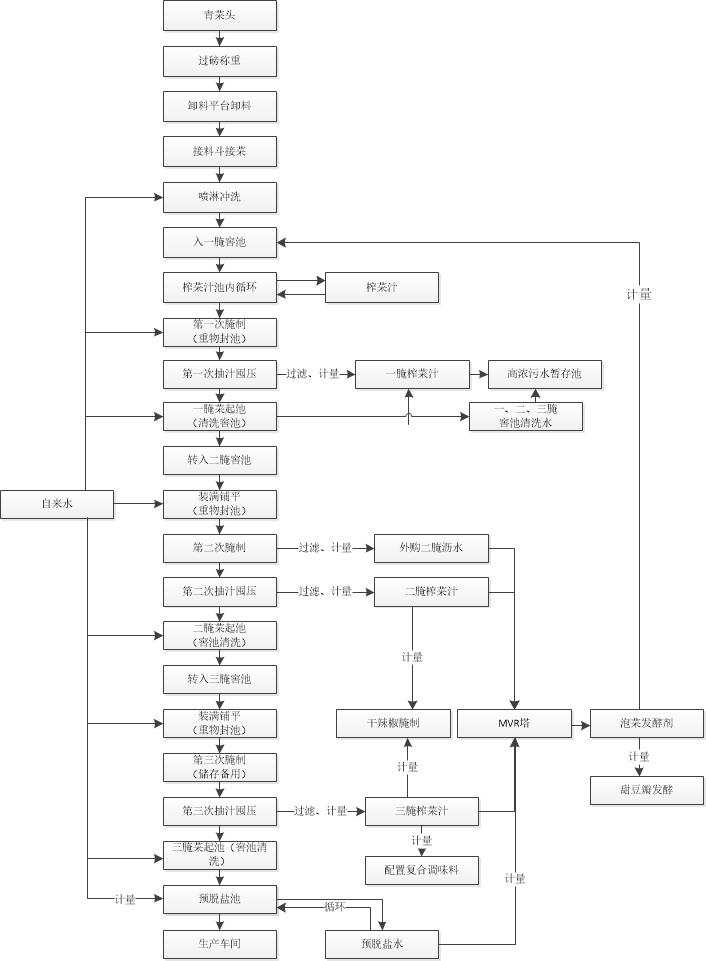 青菜头
过磅称重
卸料平台卸料
接料斗接菜
喷淋冲洗
入一腌窖池
榨菜汁池内循环
榨菜汁
计量
第一次腌制
（重物封池）
第一次抽汁囤压
过滤、计量
一腌榨菜汁
高浓污水暂存池
一腌菜起池
（清洗窖池）
一、二、三腌
窖池清洗水
转入二腌窖池
自来水
装满铺平
（重物封池）
第二次腌制
过滤、计量
外购二腌沥水
第二次抽汁囤压
过滤、计量
二腌榨菜汁
二腌菜起池
（窖池清洗）
计量
转入三腌窖池
装满铺平
（重物封池）
干辣椒腌制
MVR塔
泡菜发酵剂
第三次腌制
（储存备用）
计量
计量
甜豆瓣发酵
第三次抽汁囤压
过滤、计量
三腌榨菜汁
计量
三腌菜起池（窖池清
洗）
配置复合调味料
计量
计量
预脱盐池
循环
生产车间
预脱盐水